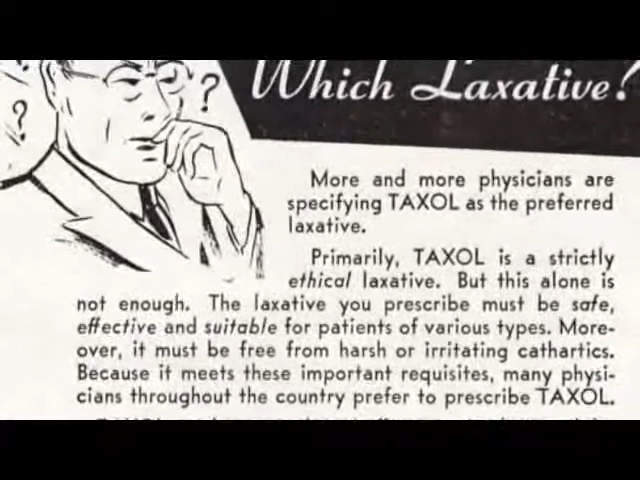 ?
?
Which Laxative?
More and more physicians are
specifying TAXOL as the preferred
laxative.
Primarily, TAXOL is a strictly
ethical laxative. But this alone is
not enough. The laxative you prescribe must be safe,
effective and suitable for patients of various types. More-
over, it must be free from harsh or irritating cathartics.
Because it meets these important requisites, many physi-
cians throughout the country prefer to prescribe TAXOL.